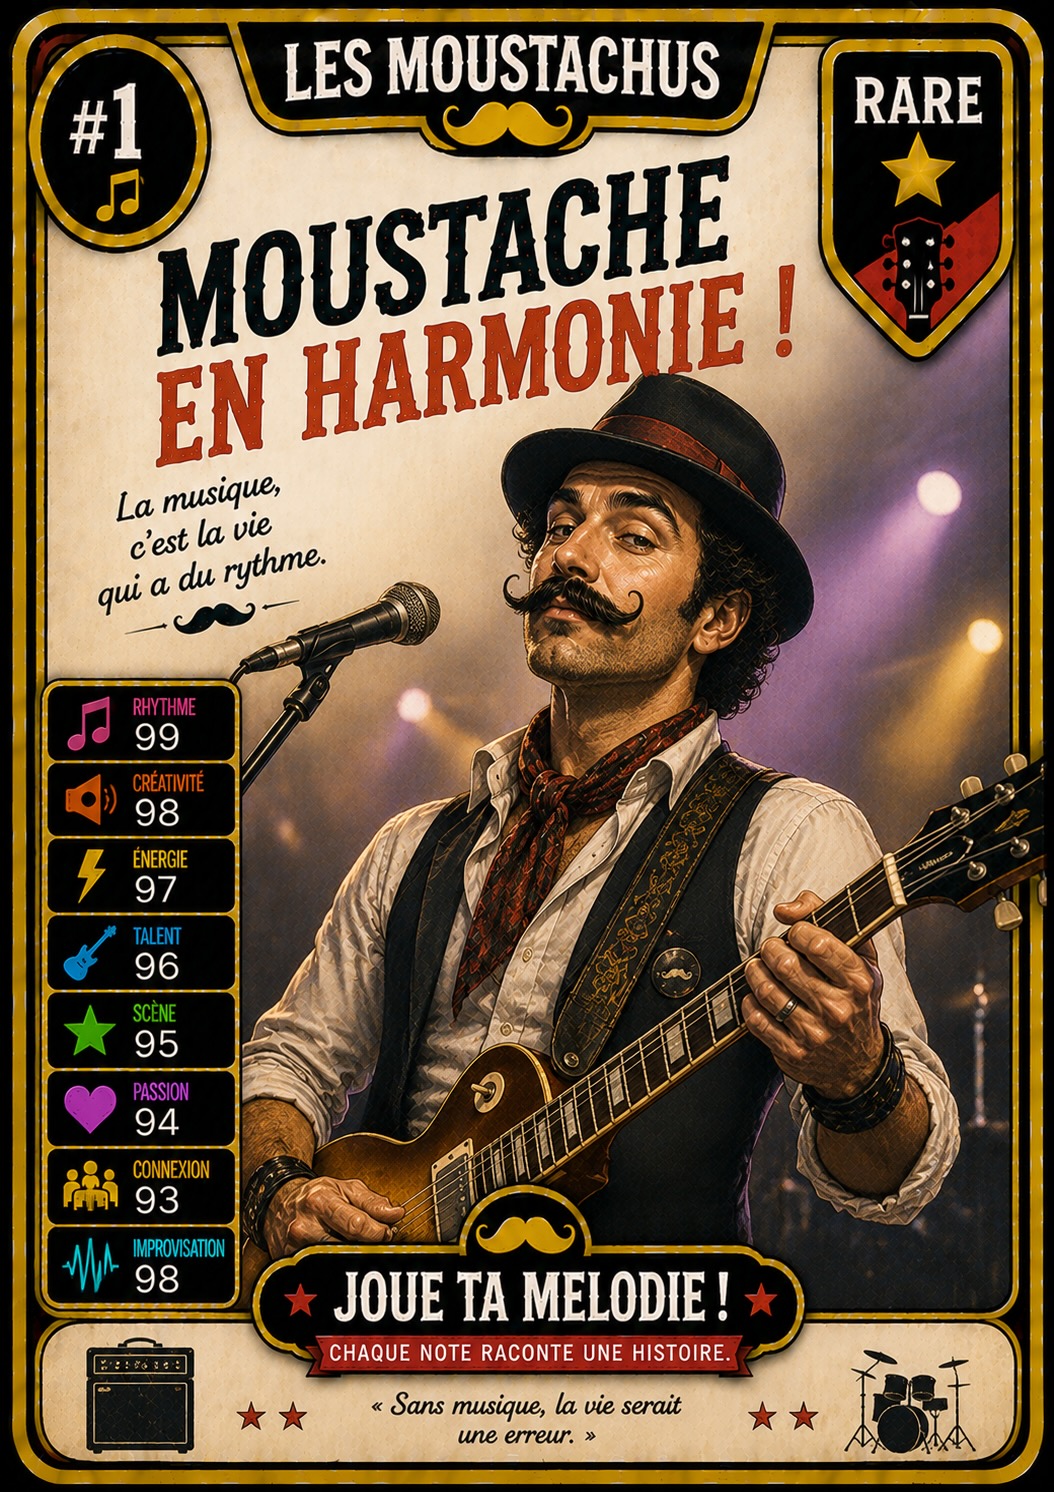 #1
LES MOUSTACHUS
RARE
MOUSTACHE
EN HARMONIE !
La musique,
c'est la vie
qui a du rythme.
RHYTHME
99
CRÉATIVITÉ
98
ÉNERGIE
97
TALENT
96
SCÈNE
95
PASSION
94
CONNEXION
93
IMPROVISATION
98
JOUE TA MELODIE !
CHAQUE NOTE RACONTE UNE HISTOIRE.
« Sans musique, la vie serait
une erreur. »